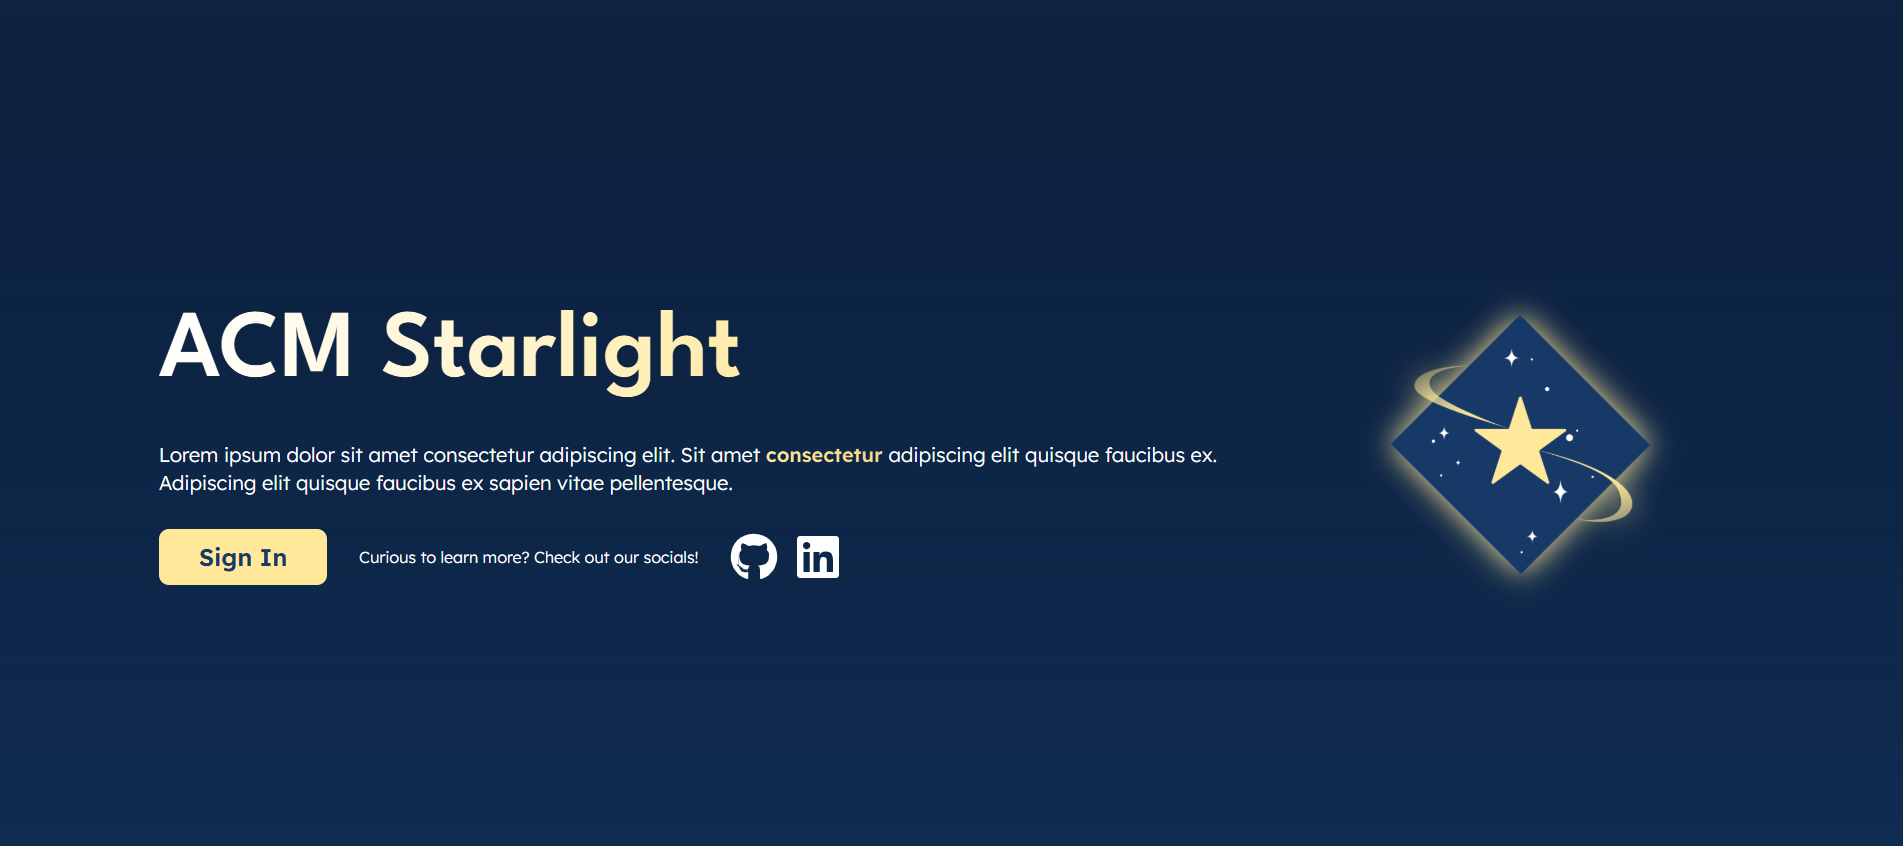 ACM Starlight
Lorem ipsum dolor sit amet consectetur adipiscing elit. Sit amet consectetur adipiscing elit quisque faucibus ex.
Adipiscing elit quisque faucibus ex sapien vitae pellentesque.
Sign In
Curious to learn more? Check out our socials!
in